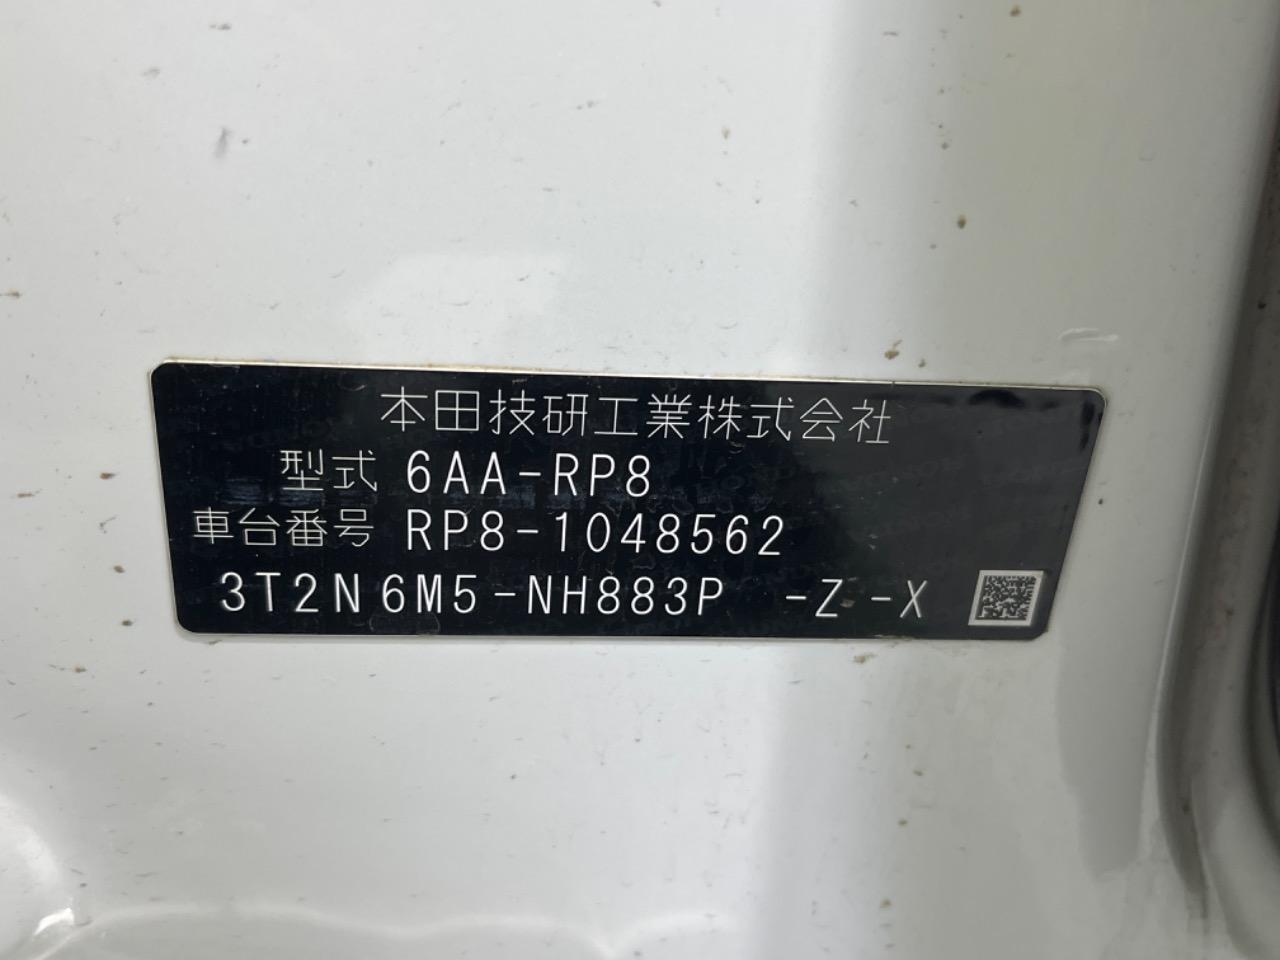 本田技研工業株式会社
型式 6AA-RP8
車台番号 RP8-1048562
3T2N6M5-NH883P -Z-X